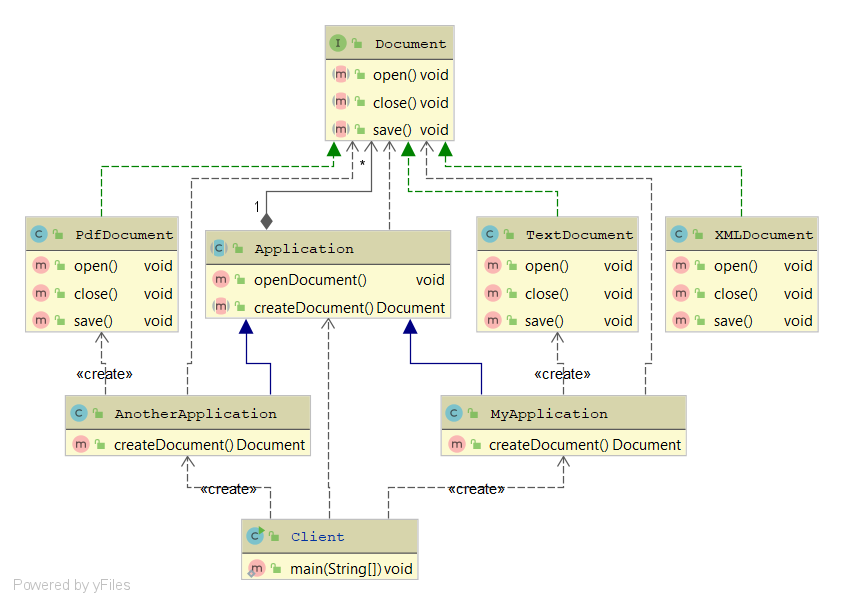 I Document
m open() void
m close() void
m save() void
*
1
C PdfDocument
m open() void
m close() void
m save() void
C Application
m openDocument() void
m createDocument() Document
C TextDocument
m open() void
m close() void
m save() void
C XMLDocument
m open() void
m close() void
m save() void
«create»
«create»
C AnotherApplication
m createDocument() Document
C MyApplication
m createDocument() Document
«create»
«create»
C Client
m main(String[]) void
Powered by yFiles